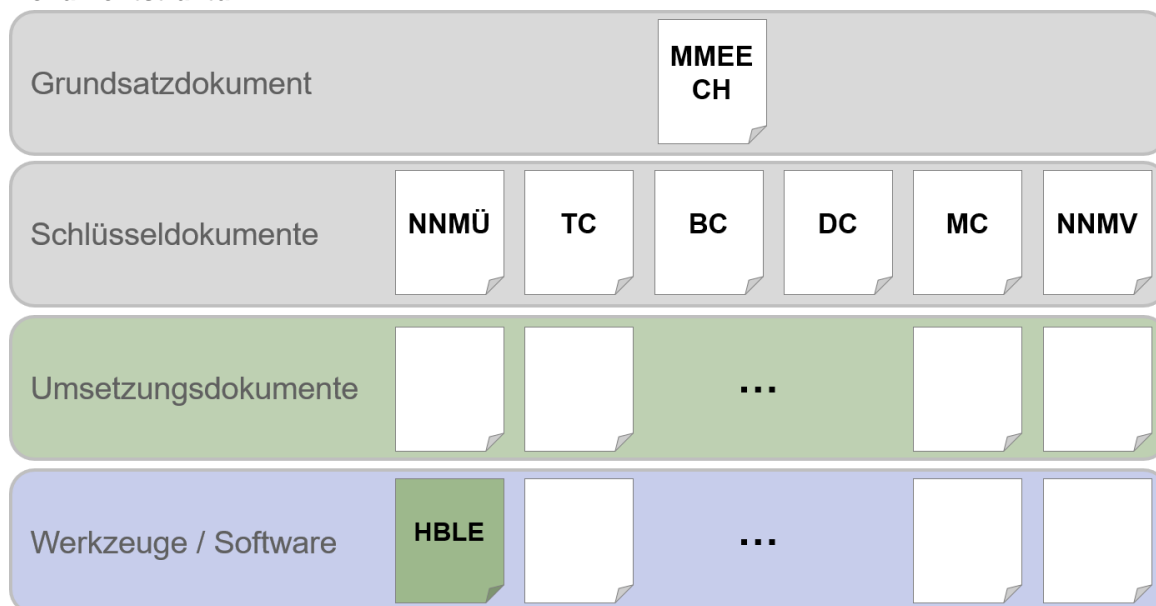 Grundsatzdokument
MMEE
CH
Schlüsseldokumente
NNMÜ
TC
BC
DC
MC
NNMV
Umsetzungsdokumente
...
Werkzeuge / Software
HBLE
...